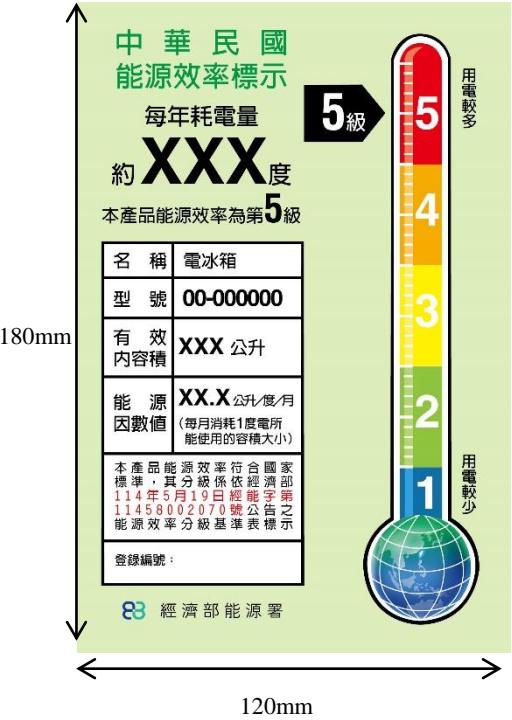 中華民國
能源效率標示
每年耗電量
約XXX度
本產品能源效率為第5級
名稱 電冰箱
型號 00-000000
有效內容積 XXX 公升
能源因數值 XX.X公升/度/月
(每月消耗1度電所
能使用的容積大小)
本產品能源效率符合國家
標準,其分級係依經濟部
114年5月19日經能字第
11458002070號公告之
能源效率分級基準表標示
登錄編號:
經濟部能源署
5級
用電較多
5
4
3
2
1
用電較少
180mm
120mm